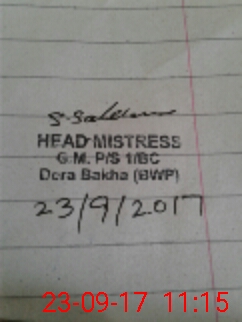 HEAD MISTRESS
G.M. P/S 1/BC
Dera Bakha (BWP)
23/9/2017
23-09-17 11:15